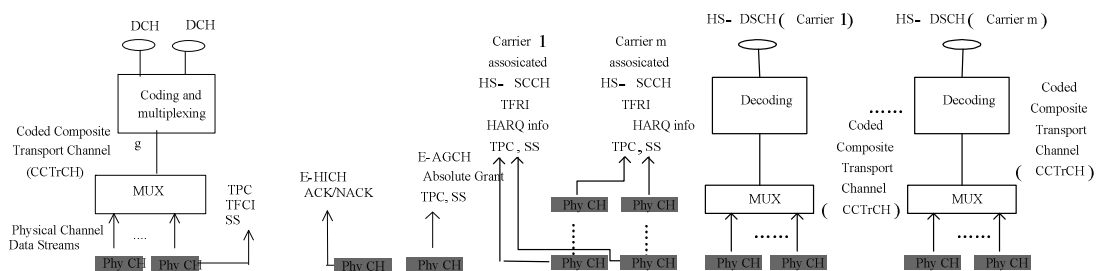 DCH
DCH
Coding and
multiplexing
g
Coded Composite
Transport Channel
(CCTrCH)
MUX
TPC
TFCI
SS
Physical Channel
Data Streams
....
Phy CH
Phy CH
E-HICH
ACK/NACK
Phy CH
E-AGCH
Absolute Grant
TPC, SS
Phy CH
Carrier 1
assosicated
HS- SCCH
TFRI
HARQ info
TPC, SS
Carrier m
assosicated
HS- SCCH
TFRI
HARQ info
TPC, SS
Phy CH
Phy CH
Phy CH
Phy CH
HS- DSCH( Carrier 1)
Decoding
Coded
Composite
Transport
Channel
( CCTrCH)
MUX
......
Phy CH
Phy CH
......
HS- DSCH( Carrier m)
Decoding
Coded
Composite
Transport
Channel
( CCTrCH)
MUX
......
Phy CH
Phy CH